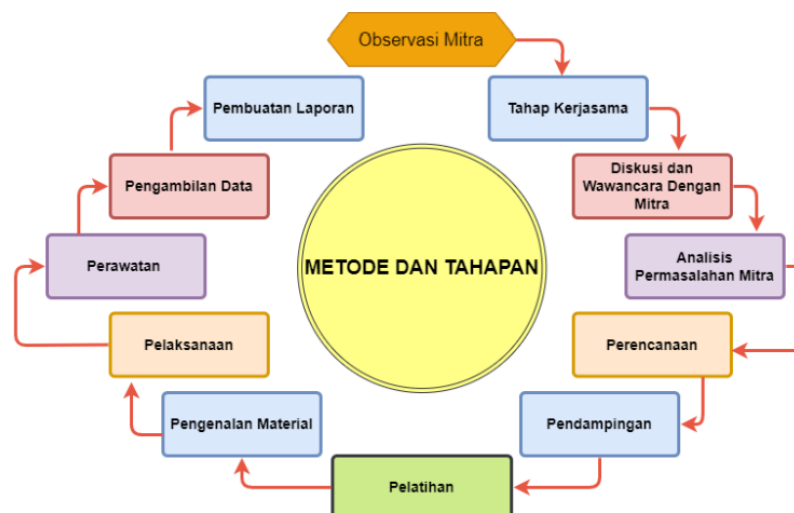 Observasi Mitra
Tahap Kerjasama
Diskusi dan
Wawancara Dengan
Mitra
Analisis
Permasalahan Mitra
Perencanaan
Pendampingan
Pelatihan
Pengenalan Material
Pelaksanaan
Perawatan
Pengambilan Data
Pembuatan Laporan
METODE DAN TAHAPAN